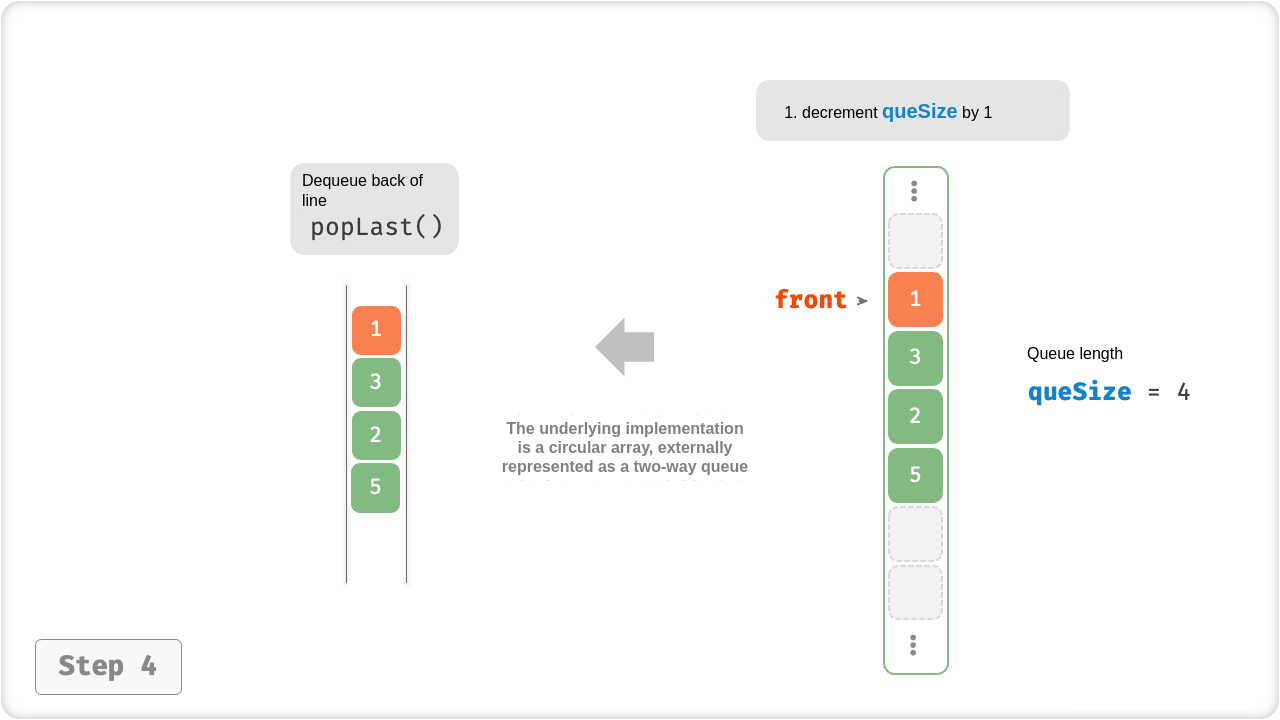 1. decrement queSize by 1
Dequeue back of
line
popLast()
1
3
2
5
The underlying implementation
is a circular array, externally
represented as a two-way queue
front ➤
1
3
2
5
Queue length
queSize = 4
Step 4